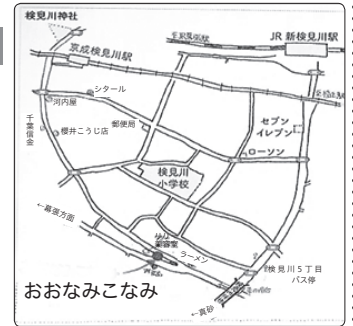 検見川神社
JR 新検見川駅
京成検見川駅
シタール
河内屋
千葉信金
櫻井こうじ店
郵便局
セブン
イレブン
ローソン
検見川
小学校
←幕張方面
美容室
ラーメン
検見川5丁目
バス停
←真砂
おおなみこなみ